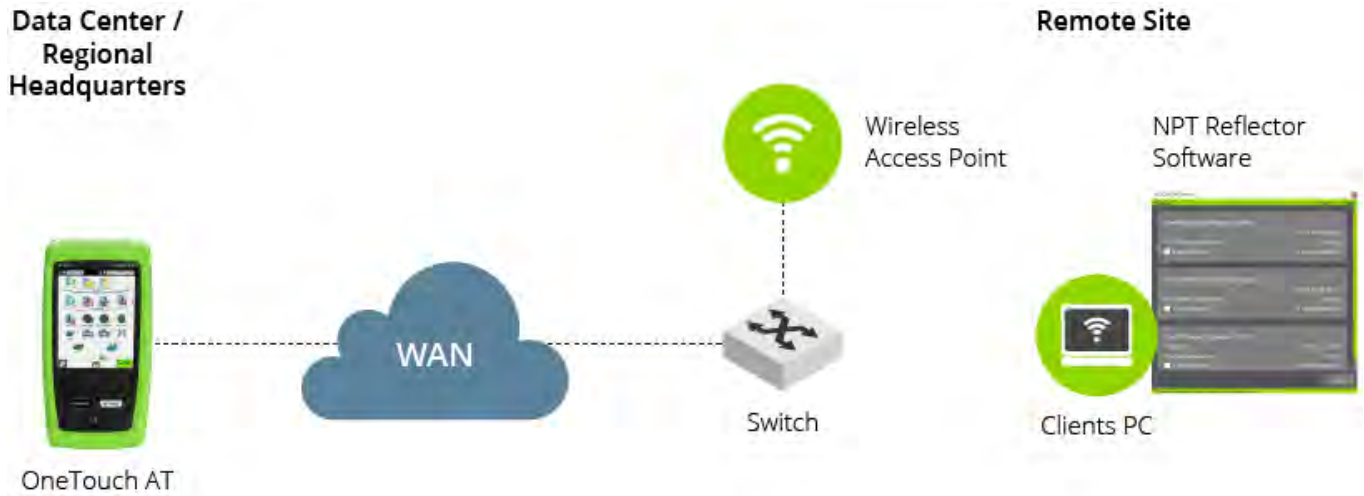 Data Center /
Regional
Headquarters
Remote Site
Wireless
Access Point
NPT Reflector
Software
WAN
Switch
Clients PC
OneTouch AT